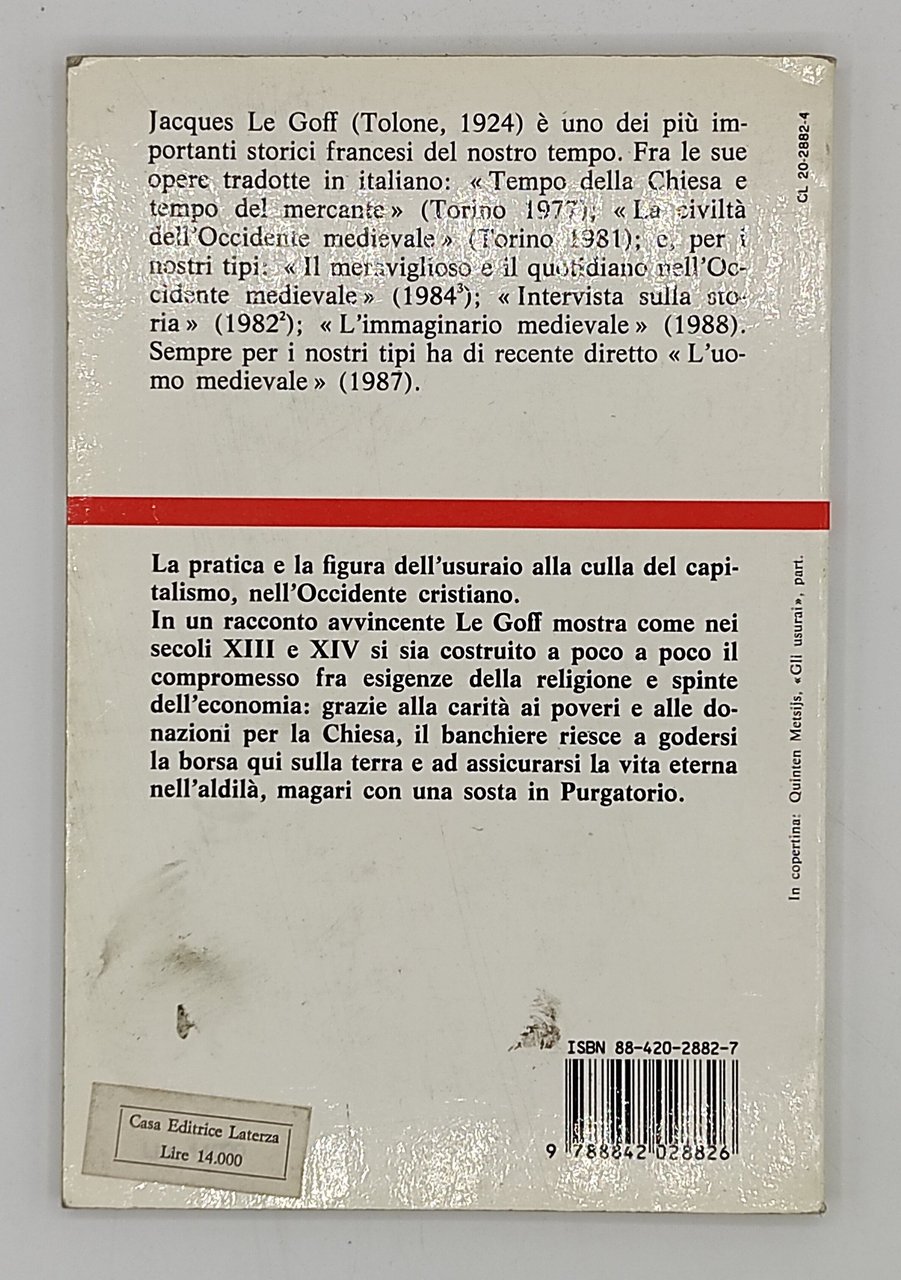 Jacques Le Goff (Tolone, 1924) è uno dei più im-
portanti storici francesi del nostro tempo. Fra le sue
opere tradotte in italiano: «Tempo della Chiesa e
tempo del mercante» (Torino 1977); «La civiltà
dell'Occidente medievale» (Torino 1981); e, per i
nostri tipi: «Il meraviglioso e il quotidiano nell'Oc-
cidente medievale» (1984³); «Intervista sulla sto-
ria» (1982²); «L'immaginario medievale» (1988).
Sempre per i nostri tipi ha di recente diretto «L'uo-
mo medievale» (1987).
CL 20-2882-4
La pratica e la figura dell'usuraio alla culla del capi-
talismo, nell'Occidente cristiano.
In un racconto avvincente Le Goff mostra come nei
secoli XIII e XIV si sia costruito a poco a poco il
compromesso fra esigenze della religione e spinte
dell'economia: grazie alla carità ai poveri e alle do-
nazioni per la Chiesa, il banchiere riesce a godersi
la borsa qui sulla terra e ad assicurarsi la vita eterna
nell'aldilà, magari con una sosta in Purgatorio.
In copertina: Quinten Metsijs, «Gli usurai», part.
ISBN 88-420-2882-7
9 788842 028826
Casa Editrice Laterza
Lire 14.000